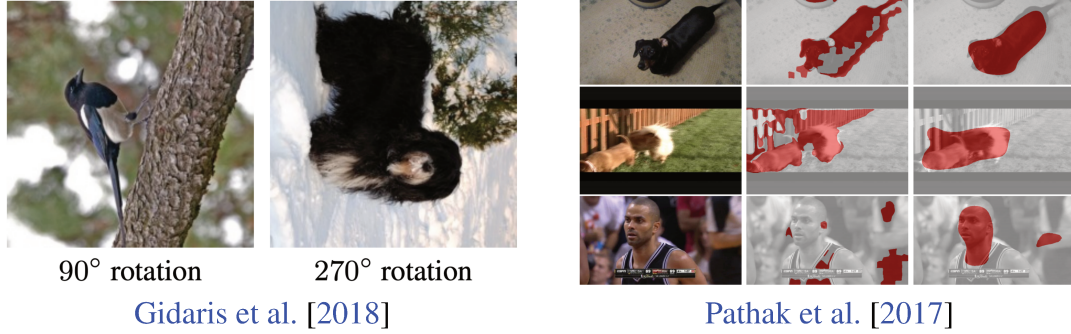 90° rotation
270° rotation
Gidaris et al. [2018]
Pathak et al. [2017]